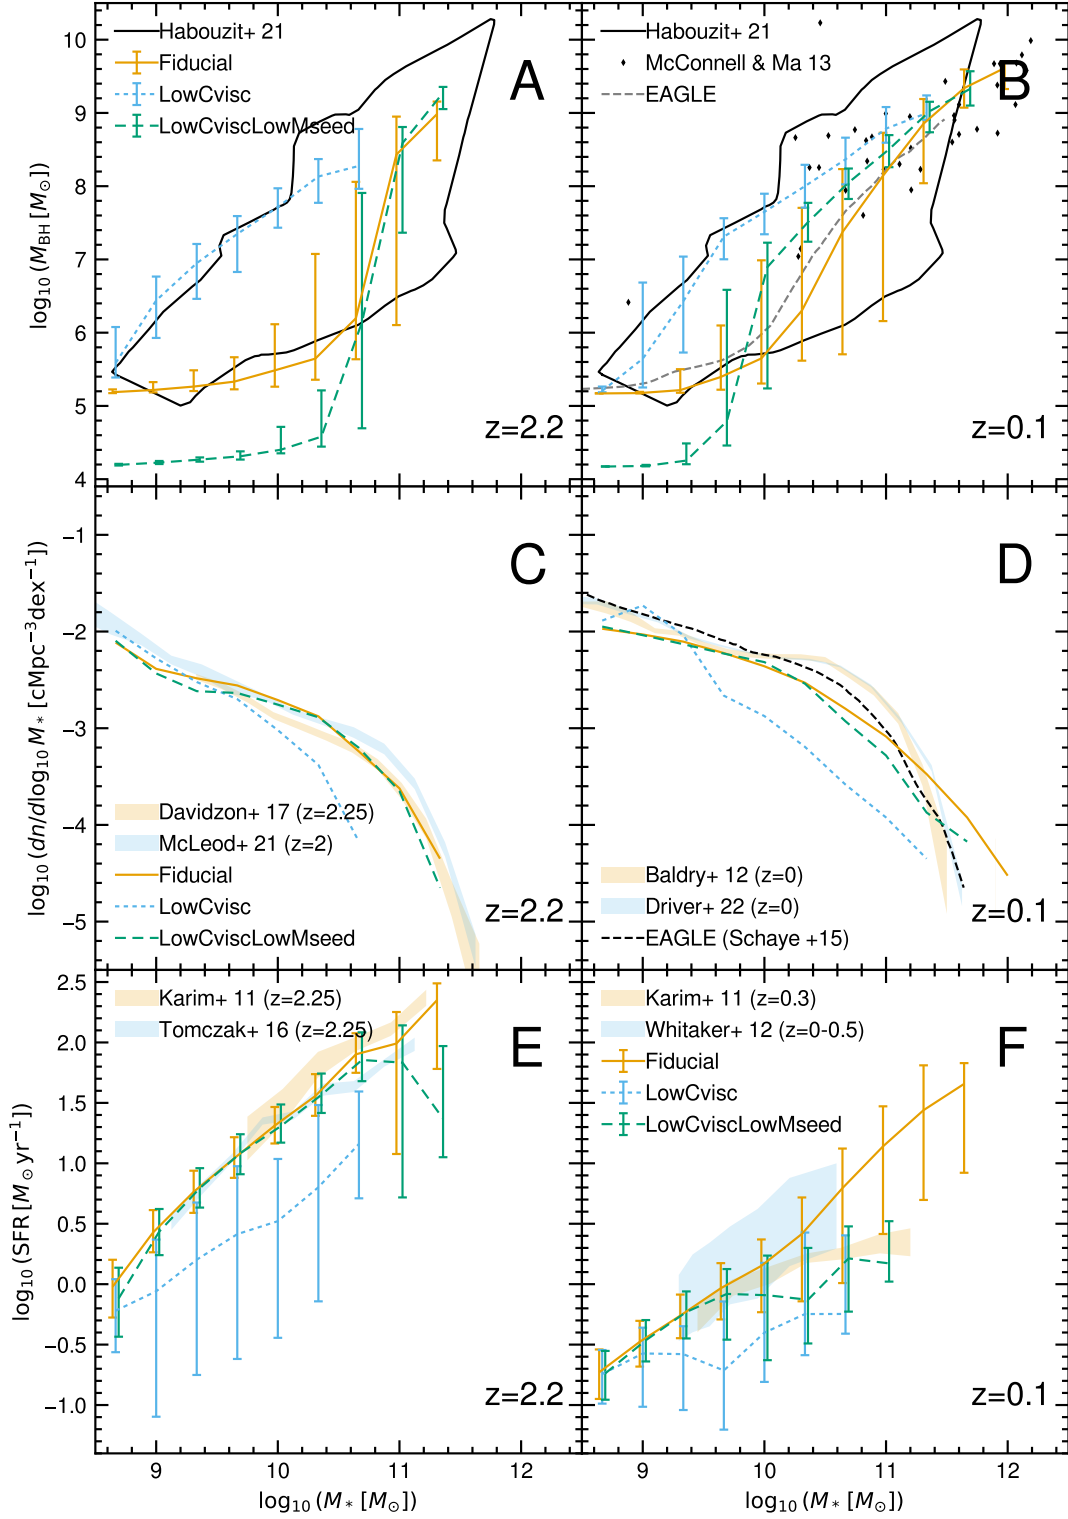 Habouzit+ 21
Fiducial
LowCvisc
LowCviscLowMseed
A
z=2.2
10
9
8
7
6
5
4
log₁₀ (M_BH [M⊙])
Habouzit+ 21
McConnell & Ma 13
EAGLE
B
z=0.1
C
Davidzon+ 17 (z=2.25)
McLeod+ 21 (z=2)
Fiducial
LowCvisc
LowCviscLowMseed
z=2.2
−1
−2
−3
−4
−5
log₁₀ (dn/dlog₁₀ M* [cMpc⁻³dex⁻¹])
D
Baldry+ 12 (z=0)
Driver+ 22 (z=0)
EAGLE (Schaye +15)
z=0.1
Karim+ 11 (z=2.25)
Tomczak+ 16 (z=2.25)
E
z=2.2
2.5
2.0
1.5
1.0
0.5
0.0
−0.5
−1.0
log₁₀ (SFR [M⊙ yr⁻¹])
9 10 11 12
log₁₀ (M* [M⊙])
Karim+ 11 (z=0.3)
Whitaker+ 12 (z=0-0.5)
Fiducial
LowCvisc
LowCviscLowMseed
F
z=0.1
9 10 11 12
log₁₀ (M* [M⊙])